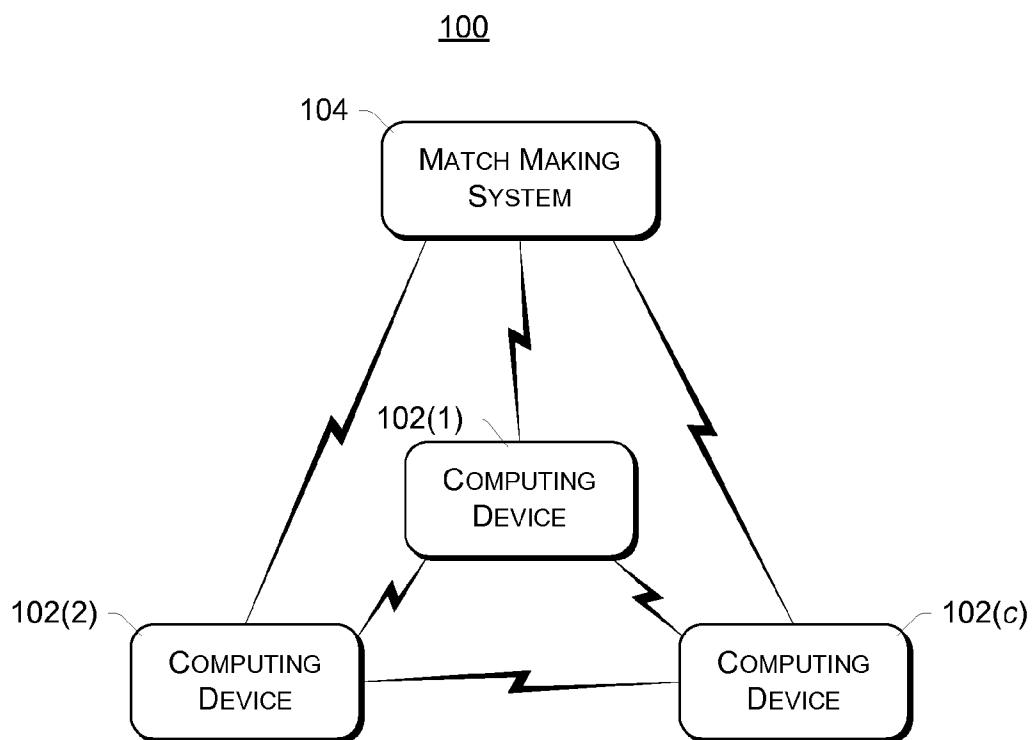 100
104
MATCH MAKING
SYSTEM
102(1)
COMPUTING
DEVICE
102(2)
COMPUTING
DEVICE
102(c)
COMPUTING
DEVICE